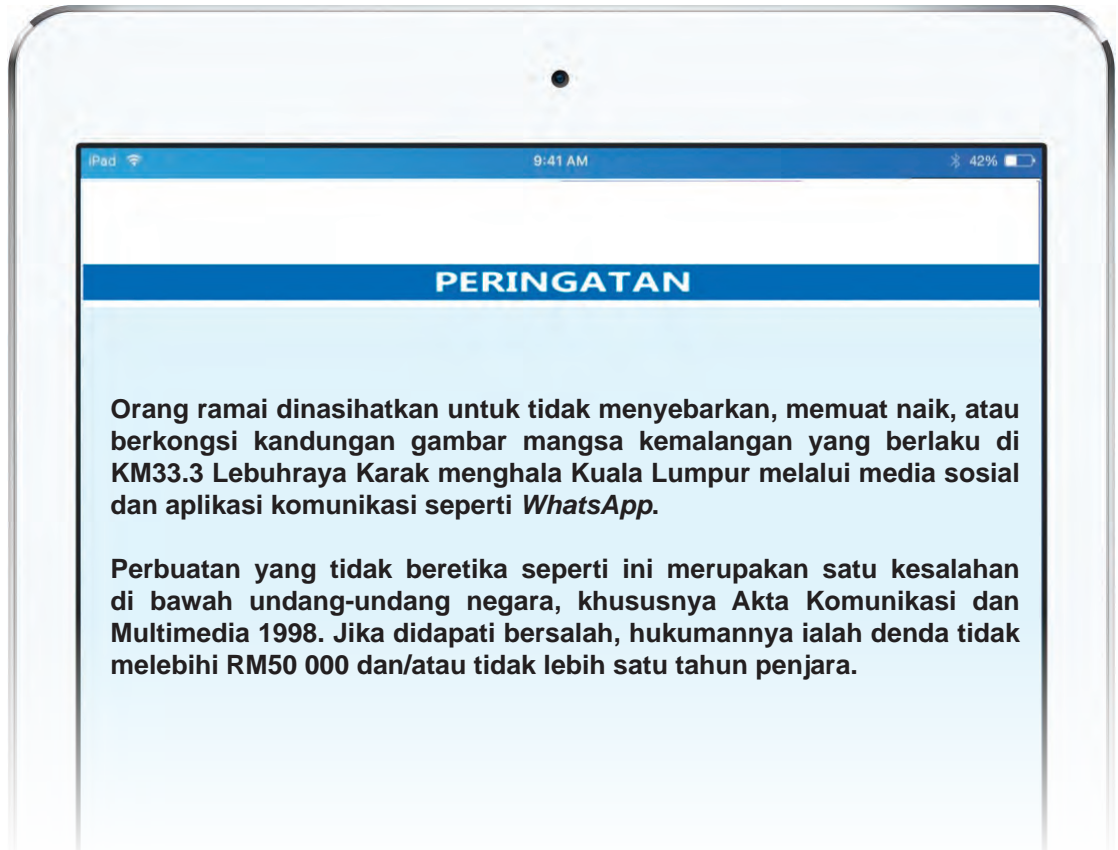 iPad 9:41 AM 42%
PERINGATAN
Orang ramai dinasihatkan untuk tidak menyebarkan, memuat naik, atau
berkongsi kandungan gambar mangsa kemalangan yang berlaku di
KM33.3 Lebuhraya Karak menghala Kuala Lumpur melalui media sosial
dan aplikasi komunikasi seperti WhatsApp.
Perbuatan yang tidak beretika seperti ini merupakan satu kesalahan
di bawah undang-undang negara, khususnya Akta Komunikasi dan
Multimedia 1998. Jika didapati bersalah, hukumannya ialah denda tidak
melebihi RM50 000 dan/atau tidak lebih satu tahun penjara.